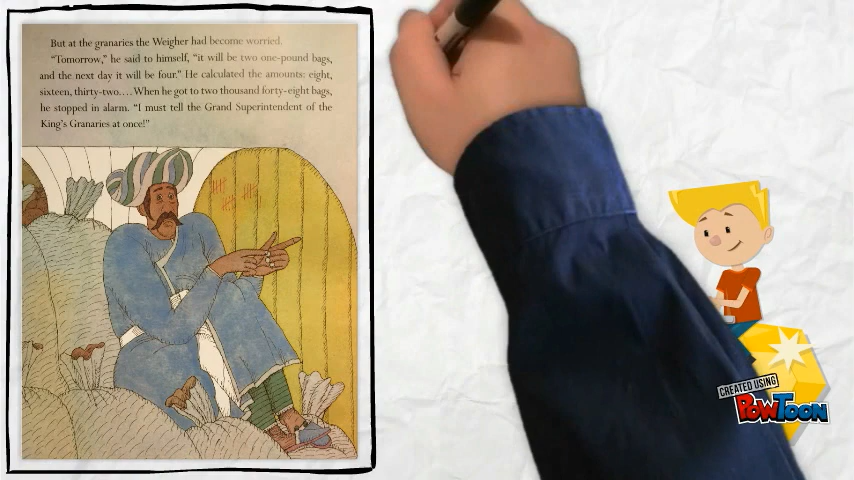 But at the granaries the Weigher had become worried.
"Tomorrow," he said to himself, "it will be two one-pound bags,
and the next day it will be four." He calculated the amounts: eight,
sixteen, thirty-two....When he got to two thousand forty-eight bags,
he stopped in alarm. "I must tell the Grand Superintendent of the
King's Granaries at once!"
CREATED USING
POWTOON